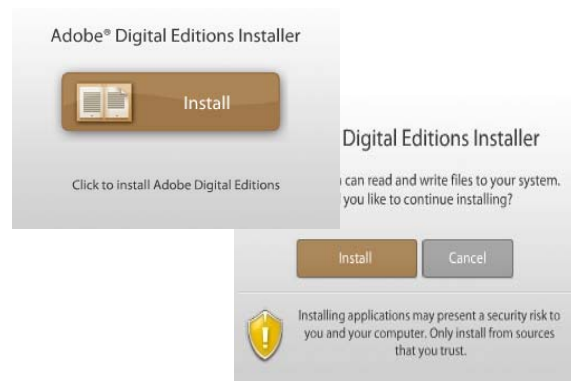 Adobe® Digital Editions Installer
Install
Click to install Adobe Digital Editions
Digital Editions Installer
can read and write files to your system.
you like to continue installing?
Install
Cancel
Installing applications may present a security risk to
you and your computer. Only install from sources
that you trust.